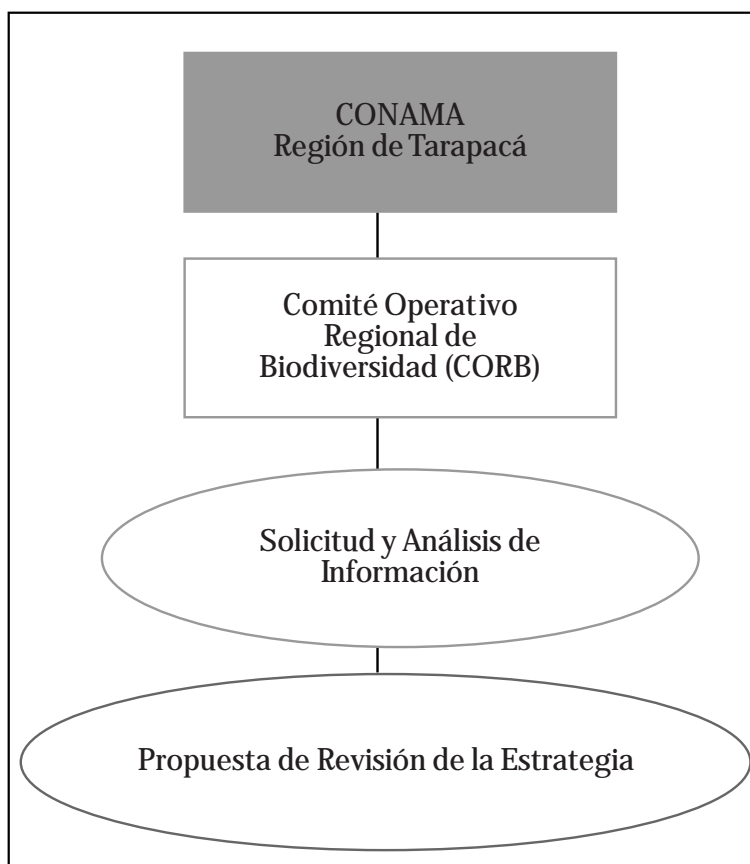 CONAMA
Región de Tarapacá
Comité Operativo
Regional de
Biodiversidad (CORB)
Solicitud y Análisis de
Información
Propuesta de Revisión de la Estrategia